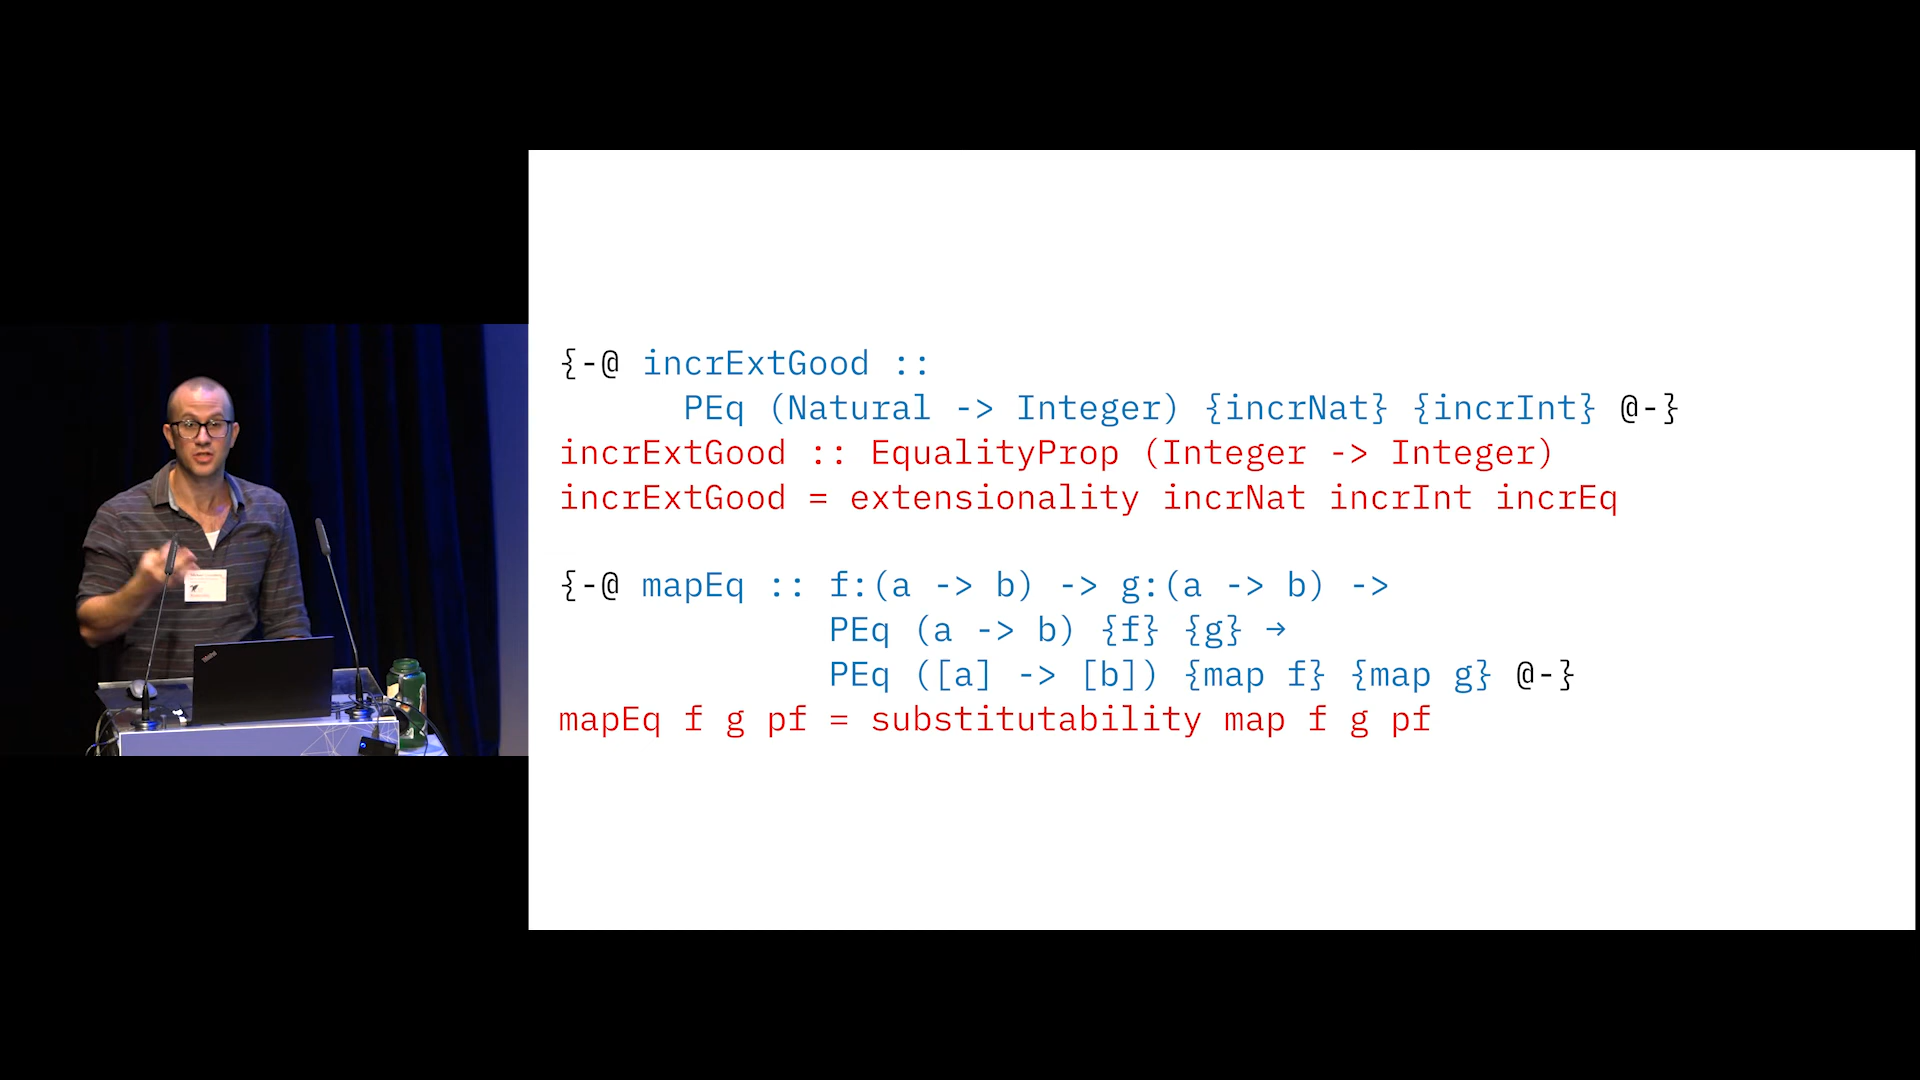 {-@ incrExtGood ::
PEq (Natural -> Integer) {incrNat} {incrInt} @-}
incrExtGood :: EqualityProp (Integer -> Integer)
incrExtGood = extensionality incrNat incrInt incrEq
{-@ mapEq :: f:(a -> b) -> g:(a -> b) ->
PEq (a -> b) {f} {g} →
PEq ([a] -> [b]) {map f} {map g} @-}
mapEq f g pf = substitutability map f g pf